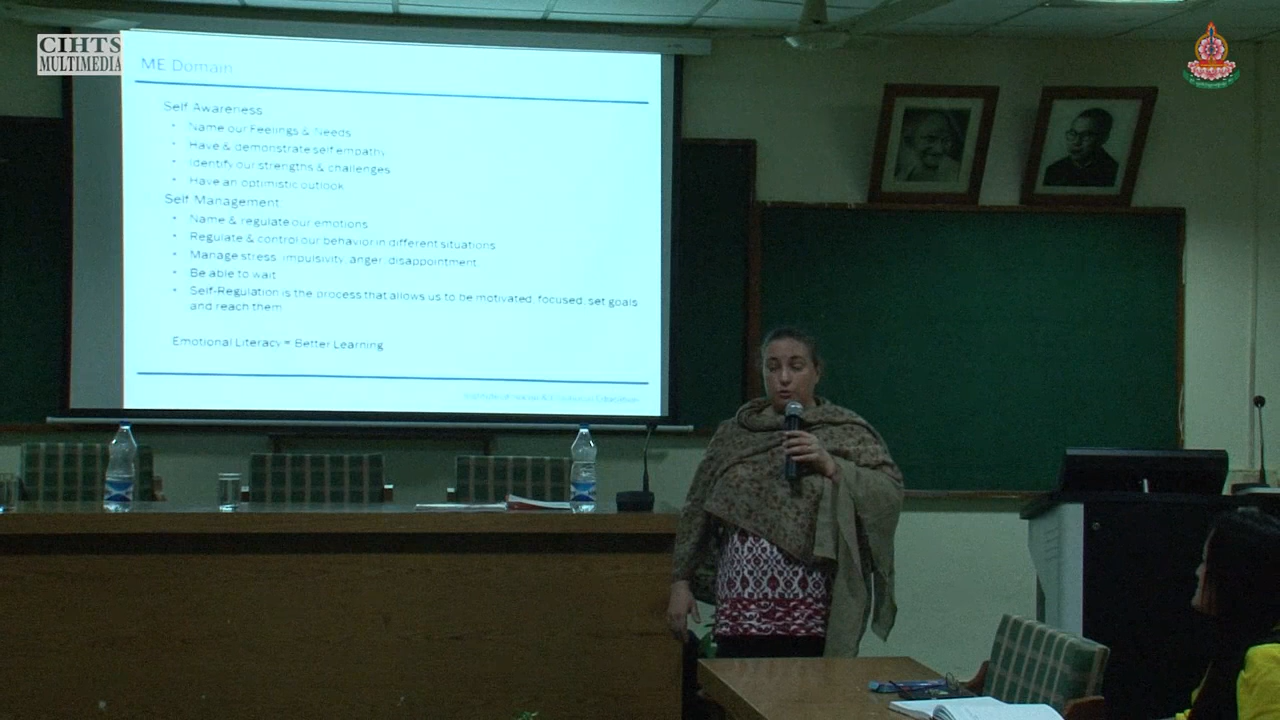 CIHTS
MULTIMEDIA
ME Domain
Self Awareness
• Name our Feelings & Needs
• Have & demonstrate self empathy
• Identify our strengths & challenges
• Have an optimistic outlook
Self Management:
• Name & regulate our emotions
• Regulate & control our behavior in different situations
• Manage stress, impulsivity, anger, disappointment
• Be able to wait
• Self-Regulation is the process that allows us to be motivated, focused, set goals
and reach them
Emotional Literacy = Better Learning
Education